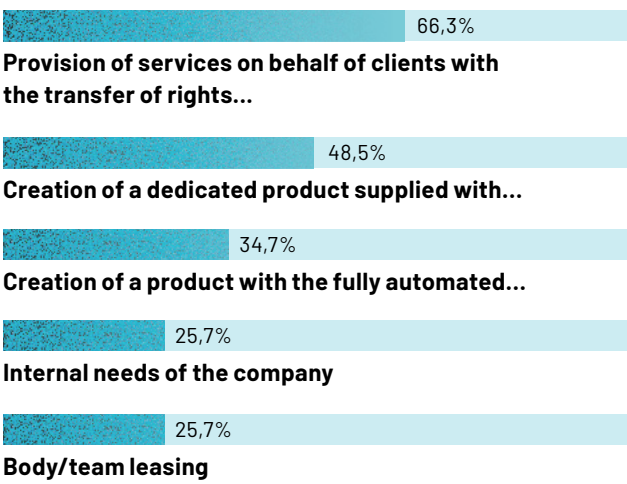 66,3%
Provision of services on behalf of clients with
the transfer of rights...
48,5%
Creation of a dedicated product supplied with...
34,7%
Creation of a product with the fully automated...
25,7%
Internal needs of the company
25,7%
Body/team leasing